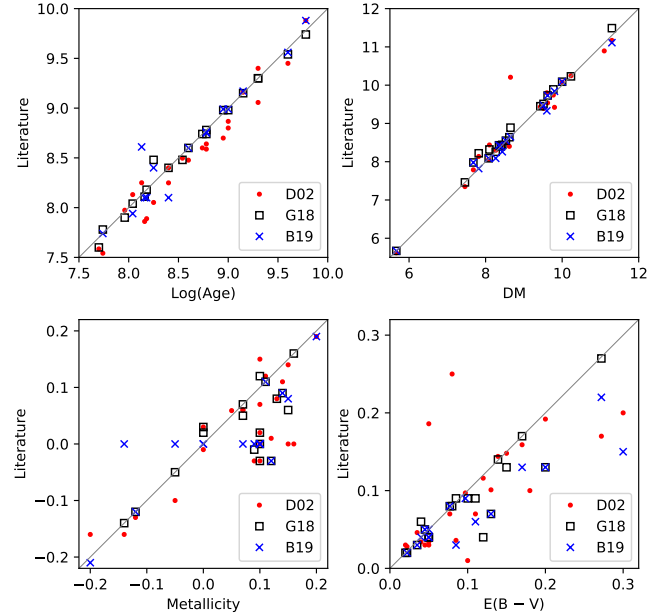 10.0
9.5
9.0
8.5
8.0
7.5
Literature
7.5 8.0 8.5 9.0 9.5 10.0
Log(Age)
D02
G18
B19
12
11
10
9
8
7
6
Literature
6 8 10 12
DM
D02
G18
B19
0.2
0.1
0.0
−0.1
−0.2
Literature
−0.2 −0.1 0.0 0.1 0.2
Metallicity
D02
G18
B19
0.3
0.2
0.1
0.0
Literature
0.0 0.1 0.2 0.3
E(B − V)
D02
G18
B19